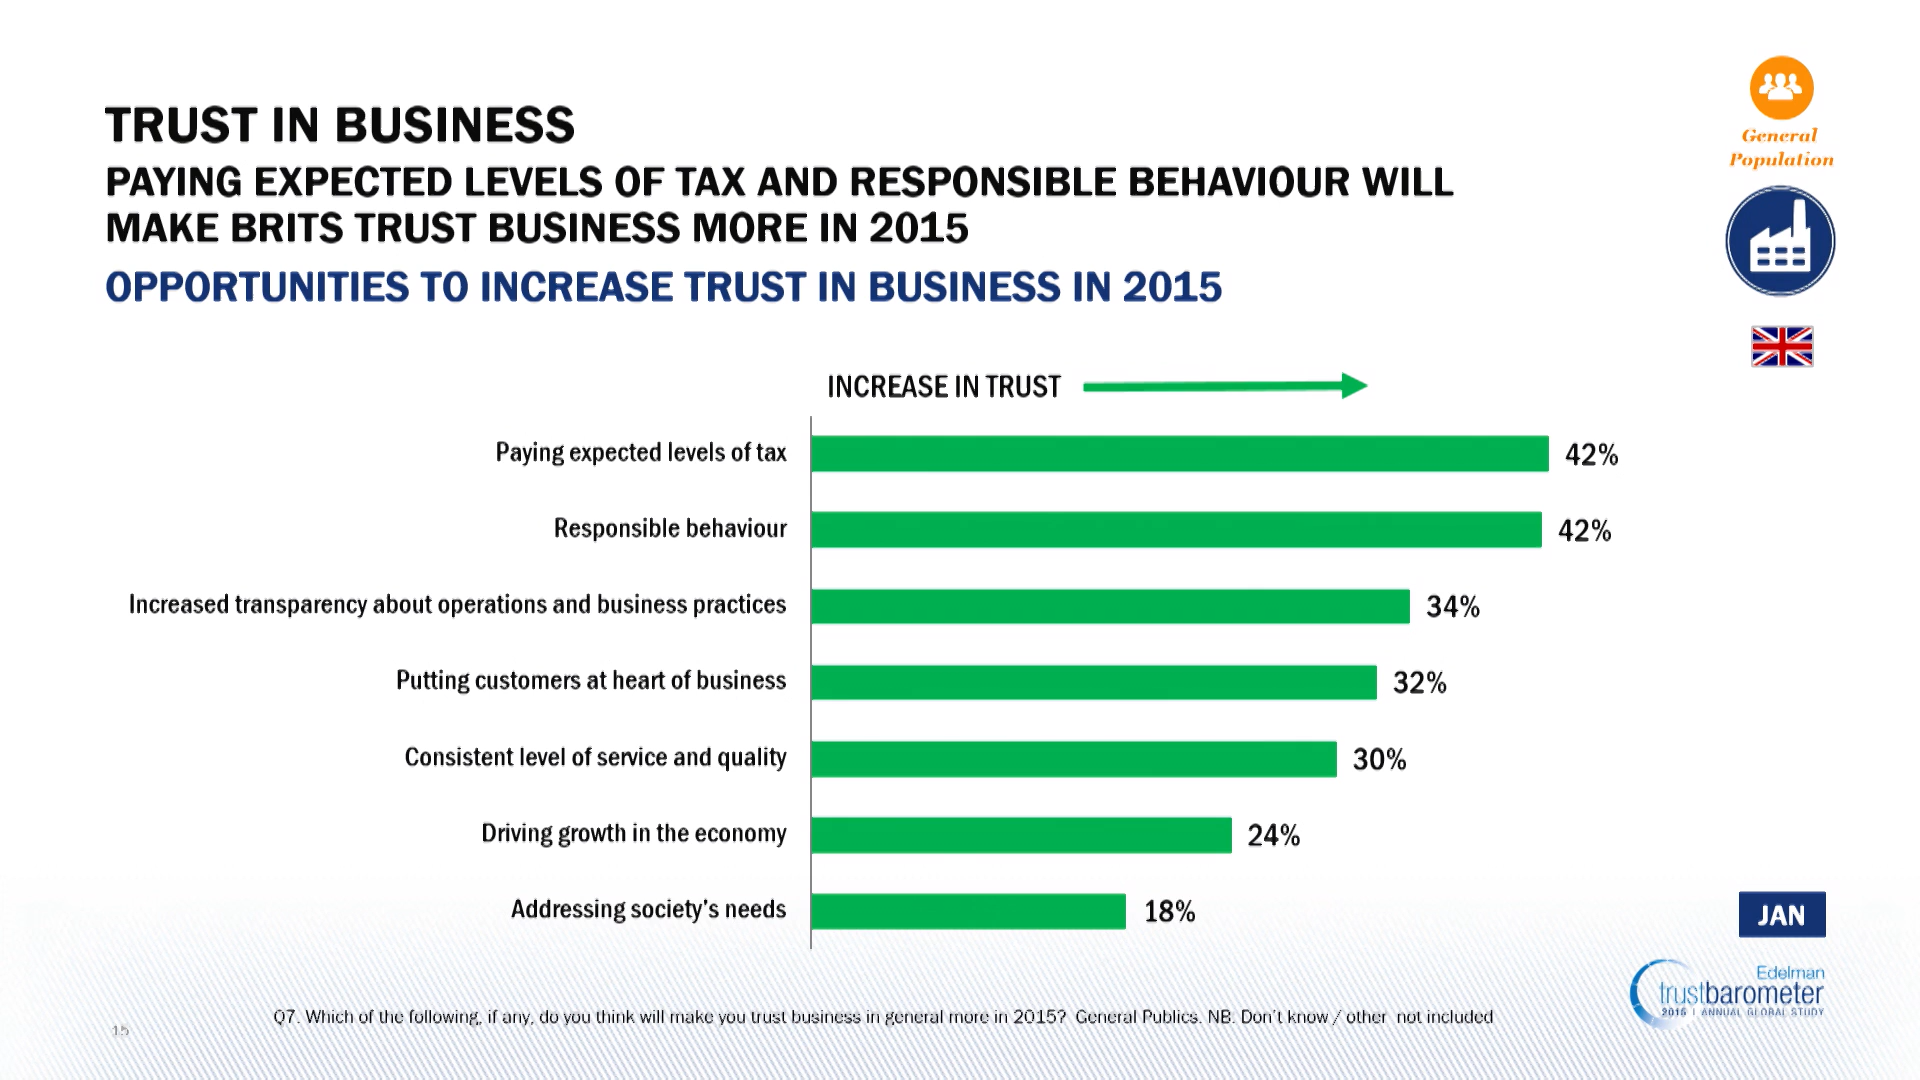 TRUST IN BUSINESS
PAYING EXPECTED LEVELS OF TAX AND RESPONSIBLE BEHAVIOUR WILL
MAKE BRITS TRUST BUSINESS MORE IN 2015
OPPORTUNITIES TO INCREASE TRUST IN BUSINESS IN 2015
General
Population
INCREASE IN TRUST
Paying expected levels of tax 42%
Responsible behaviour 42%
Increased transparency about operations and business practices 34%
Putting customers at heart of business 32%
Consistent level of service and quality 30%
Driving growth in the economy 24%
Addressing society's needs 18%
JAN
Edelman
trustbarometer
2015 | ANNUAL GLOBAL STUDY
Q7. Which of the following, if any, do you think will make you trust business in general more in 2015? General Publics. NB: Don't know / other not included
15